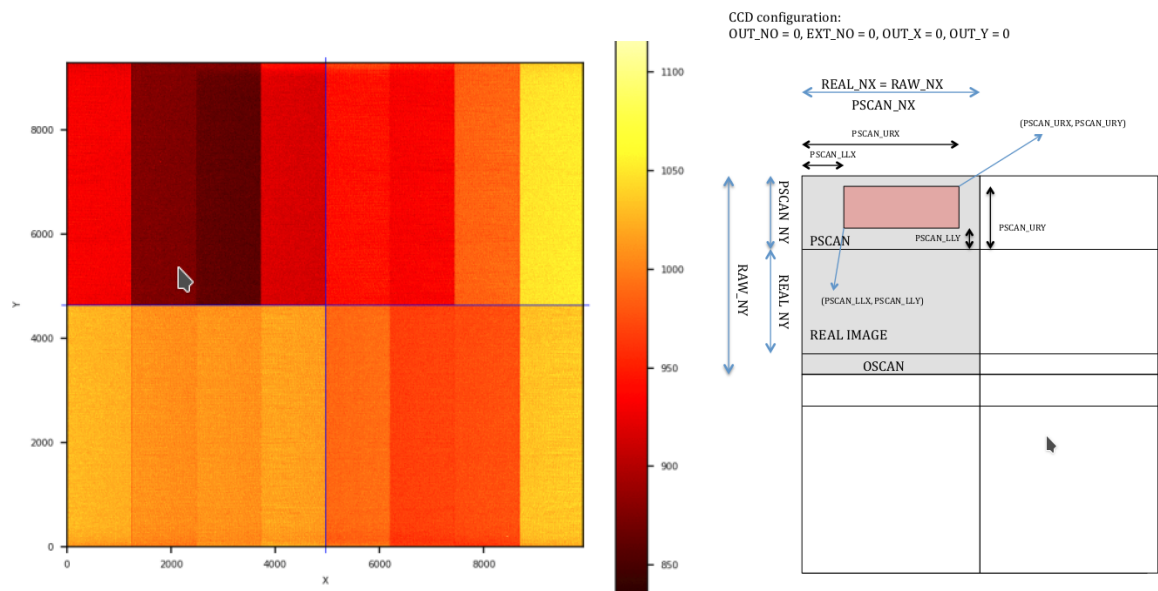 CCD configuration:
OUT_NO = 0, EXT_NO = 0, OUT_X = 0, OUT_Y = 0
8000
6000
4000
2000
0
Y
0
2000
4000
6000
8000
X
1100
1050
1000
950
900
850
REAL_NX = RAW_NX
PSCAN_NX
PSCAN_URX
PSCAN_LLX
(PSCAN_URX, PSCAN_URY)
PSCAN_NY
PSCAN
PSCAN_LLY
PSCAN_URY
RAW_NY
REAL_NY
(PSCAN_LLX, PSCAN_LLY)
REAL IMAGE
OSCAN